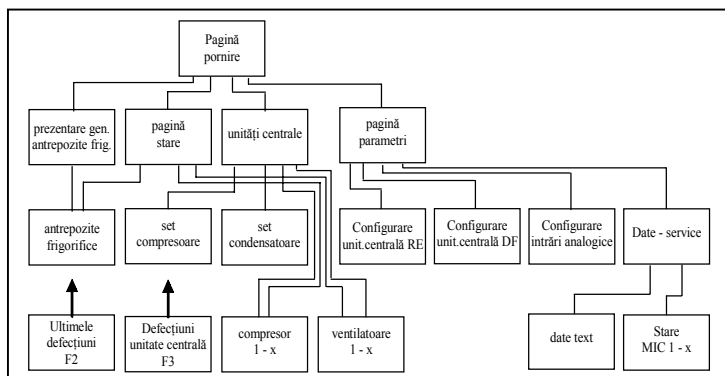 Pagină
pornire
prezentare gen.
antrepozite frig.
pagină
stare
unități centrale
pagină
parametri
antrepozite
frigorifice
set
compresoare
set
condensatoare
Configurare
unit.centrală RE
Configurare
unit.centrală DF
Configurare
intrări analogice
Date - service
Ultimele
defecțiuni
F2
Defecțiuni
unitate centrală
F3
compresor
1 - x
ventilatoare
1 - x
date text
Stare
MIC 1 - x